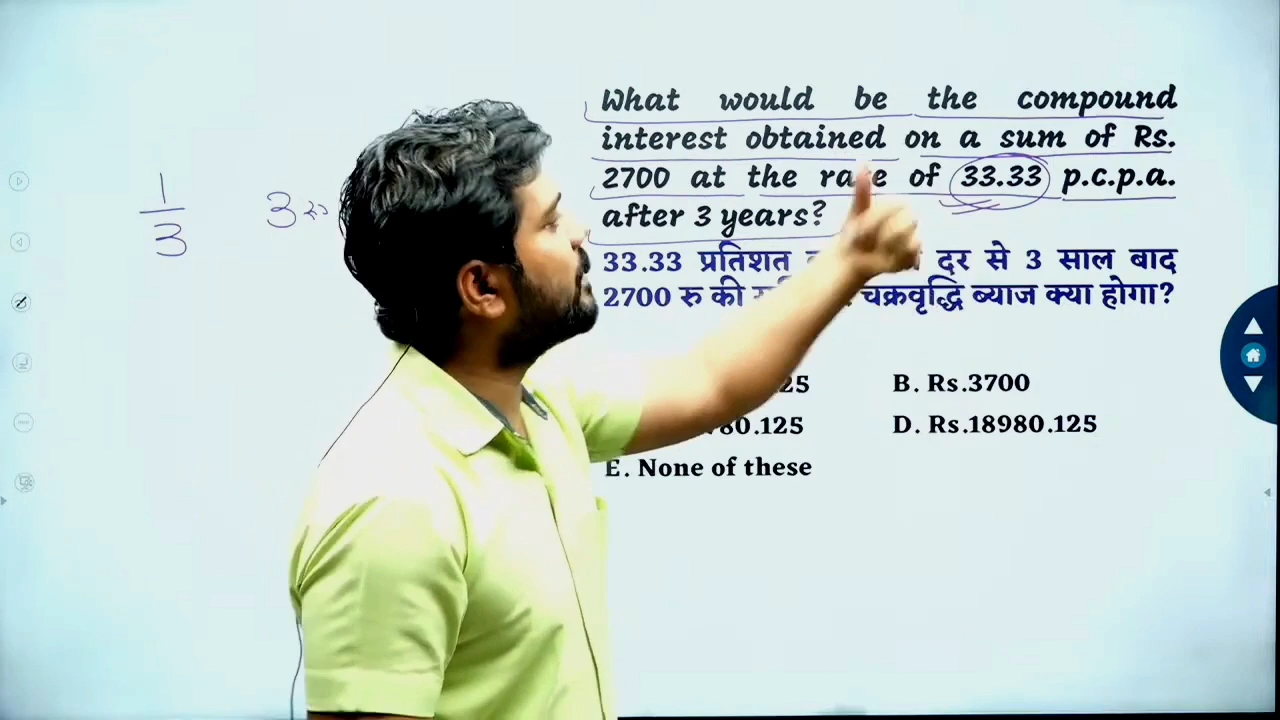 What would be the compound
interest obtained on a sum of Rs.
2700 at the rate of 33.33 p.c.p.a.
after 3 years?
33.33 प्रतिशत दर से 3 साल बाद
2700 रु की चक्रवृद्धि ब्याज क्या होगा?
1
3
3
25 B. Rs.3700
80.125 D. Rs.18980.125
E. None of these